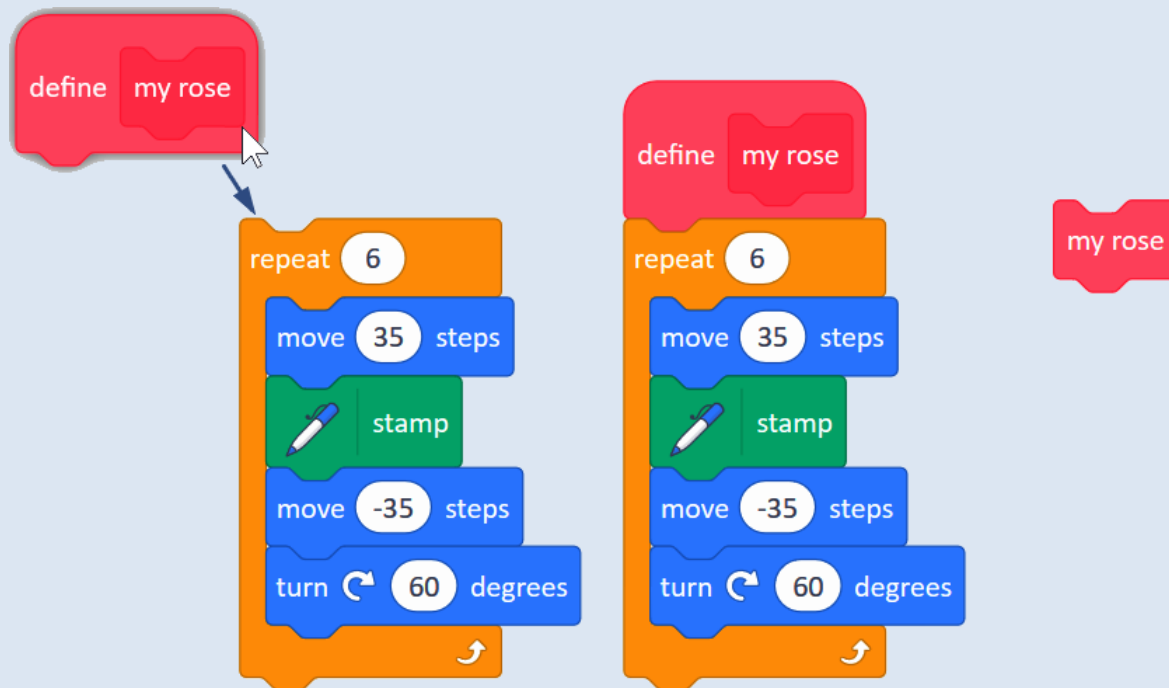 define my rose
repeat 6
move 35 steps
stamp
move -35 steps
turn 60 degrees
define my rose
repeat 6
move 35 steps
stamp
move -35 steps
turn 60 degrees
my rose